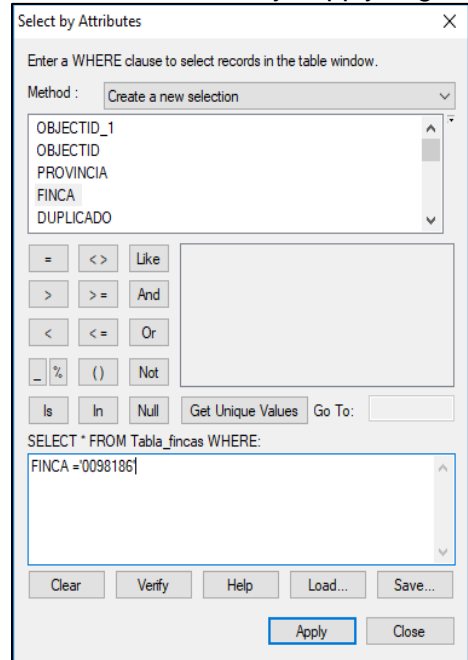 Select by Attributes
Enter a WHERE clause to select records in the table window.
Method :
Create a new selection
OBJECTID_1
OBJECTID
PROVINCIA
FINCA
DUPLICADO
= <> Like
> > = And
< < = Or
_ % () Not
Is In Null Get Unique Values Go To:
SELECT * FROM Tabla_fincas WHERE:
FINCA ='0098186'
Clear Verify Help Load... Save...
Apply Close